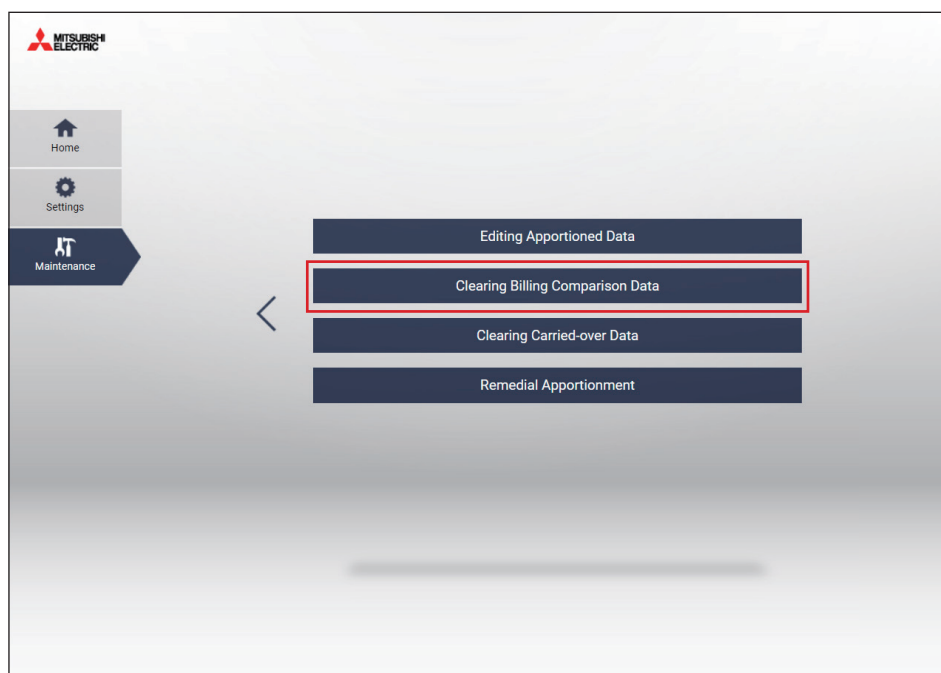 MITSUBISHI
ELECTRIC
Home
Settings
Maintenance
Editing Apportioned Data
Clearing Billing Comparison Data
Clearing Carried-over Data
Remedial Apportionment